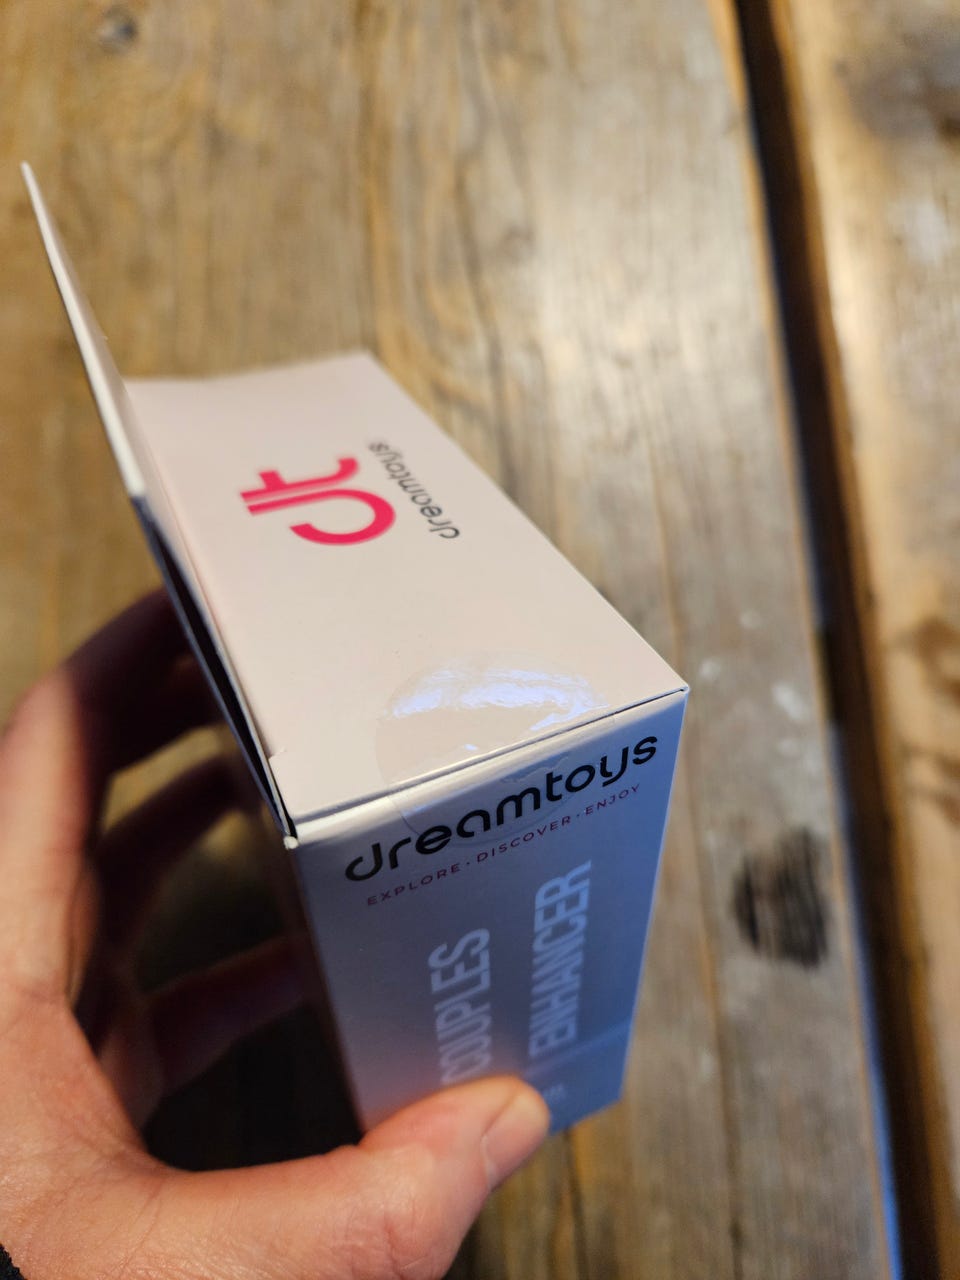 dt
dreamtoys
dreamtoys
EXPLORE · DISCOVER · ENJOY
COUPLES
ENHANCER